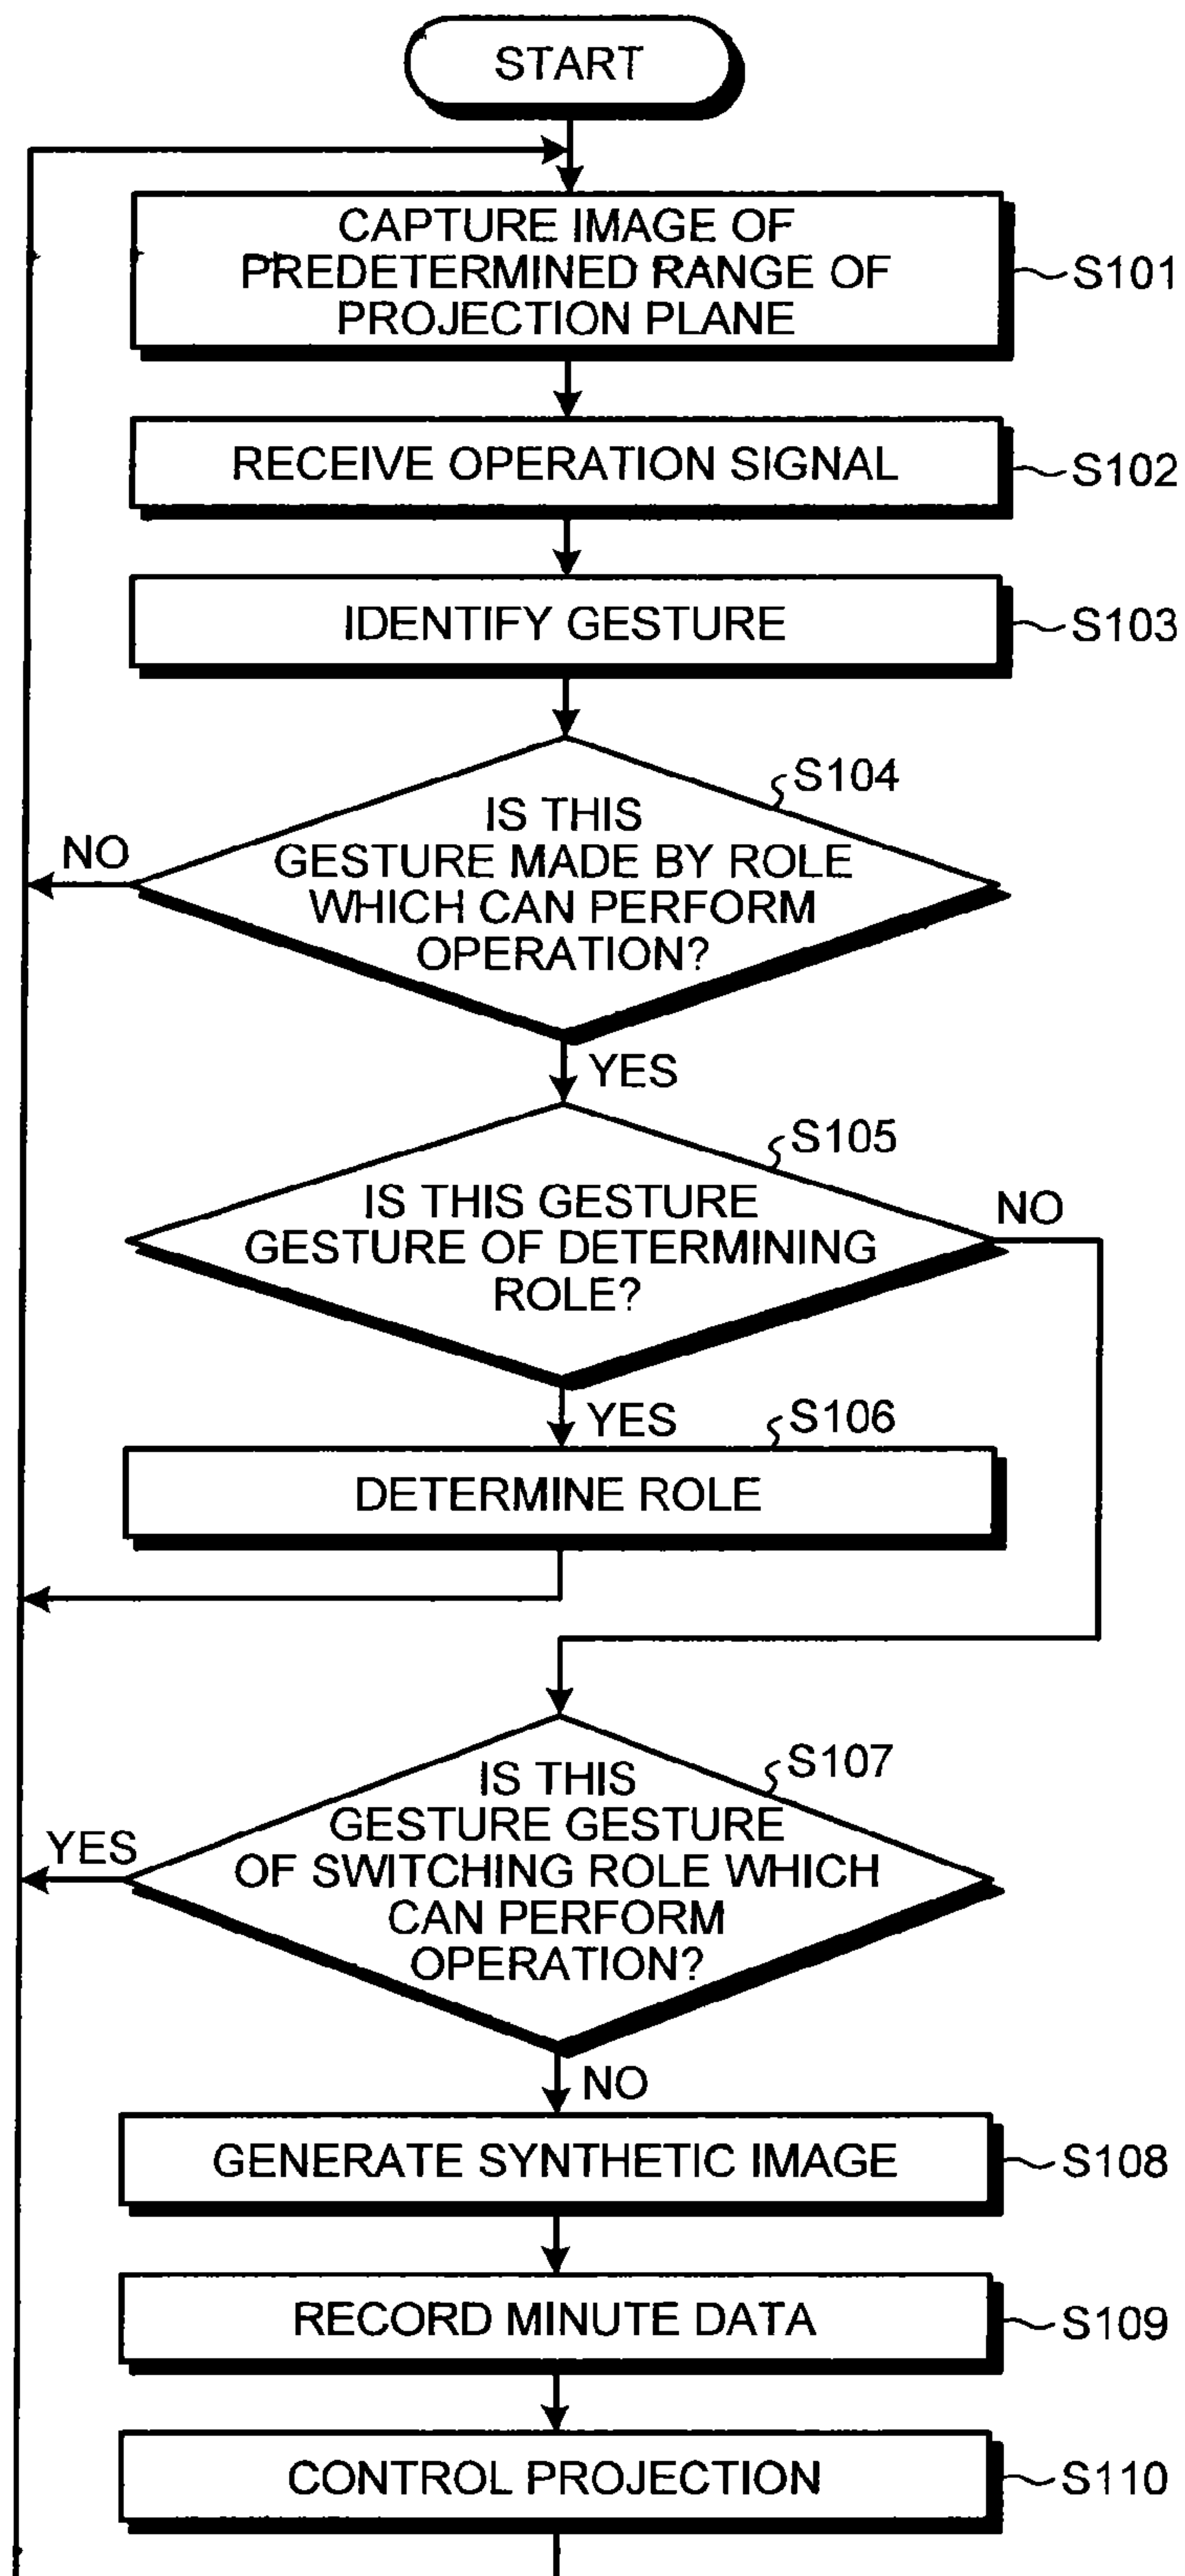 START
CAPTURE IMAGE OF
PREDETERMINED RANGE OF
PROJECTION PLANE
S101
RECEIVE OPERATION SIGNAL
S102
IDENTIFY GESTURE
S103
S104
IS THIS
GESTURE MADE BY ROLE
WHICH CAN PERFORM
OPERATION?
NO
YES
S105
IS THIS GESTURE
GESTURE OF DETERMINING
ROLE?
NO
YES
S106
DETERMINE ROLE
S107
IS THIS
GESTURE GESTURE
OF SWITCHING ROLE WHICH
CAN PERFORM
OPERATION?
YES
NO
GENERATE SYNTHETIC IMAGE
S108
RECORD MINUTE DATA
S109
CONTROL PROJECTION
S110